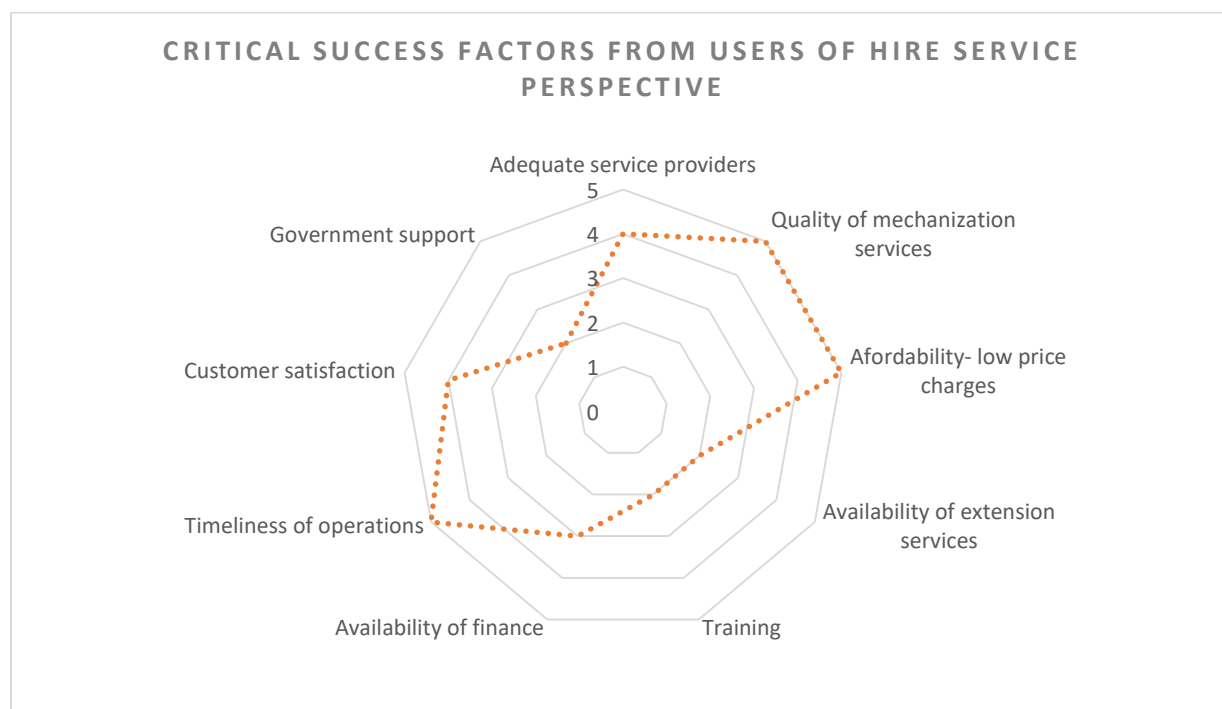 CRITICAL SUCCESS FACTORS FROM USERS OF HIRE SERVICE
PERSPECTIVE
Adequate service providers
Quality of mechanization
services
Afordability- low price
charges
Availability of extension
services
Training
Availability of finance
Timeliness of operations
Customer satisfaction
Government support
5
4
3
2
1
0